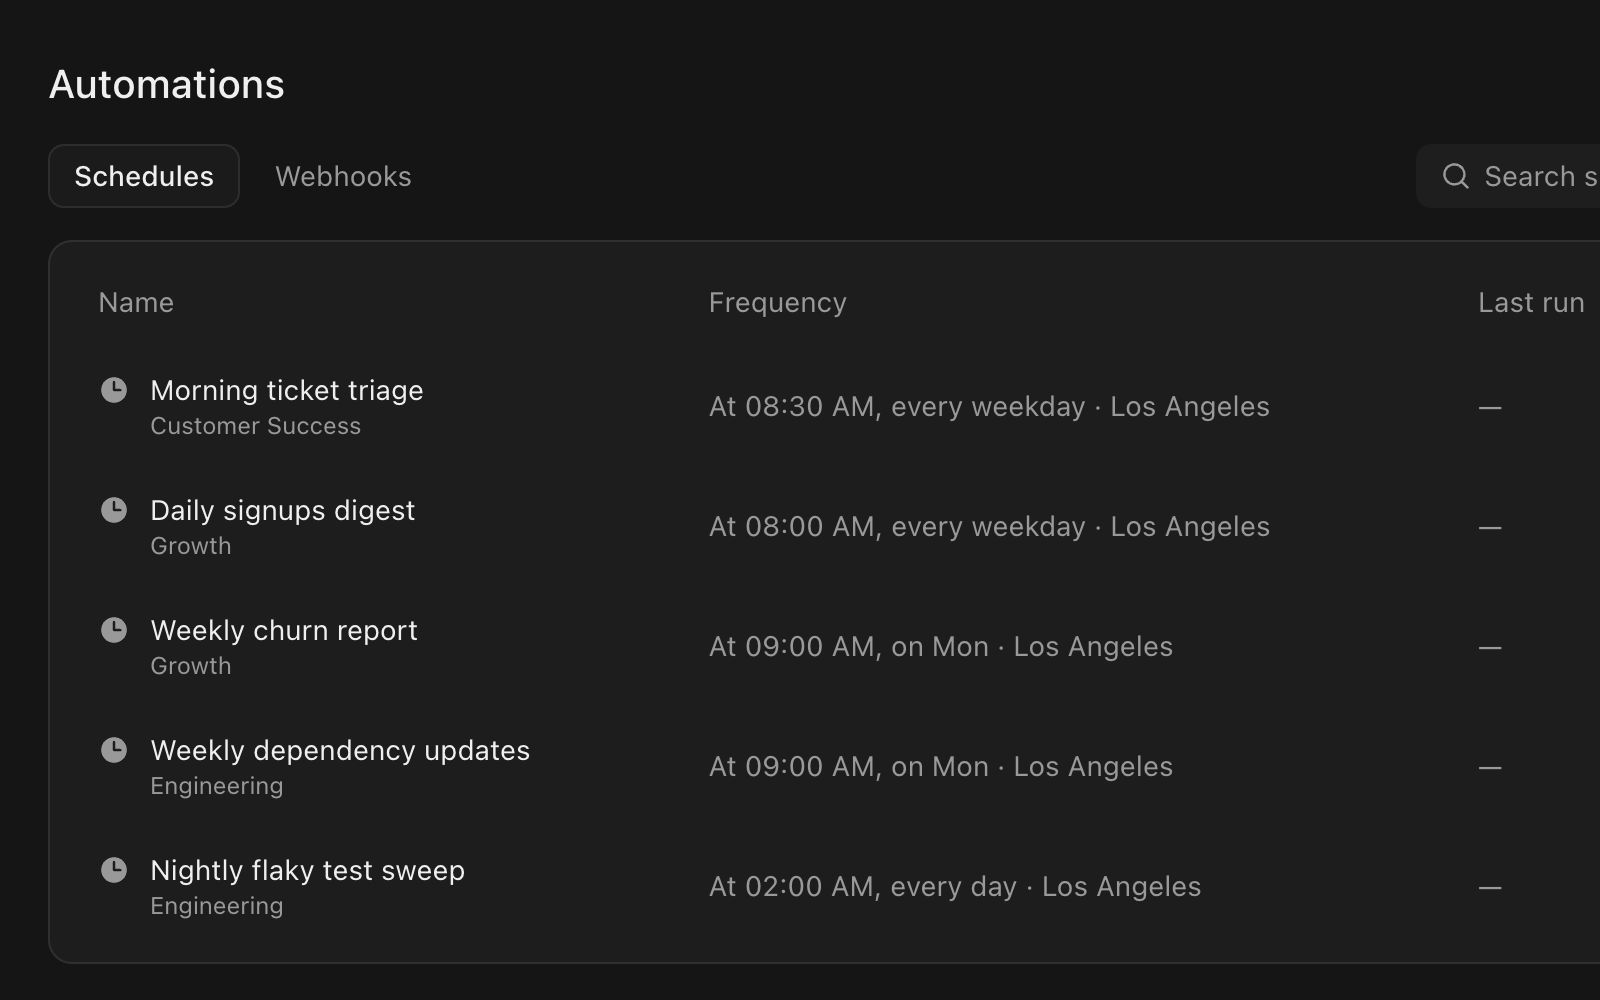 Automations
Schedules
Webhooks
Search s
Name
Frequency
Last run
Morning ticket triage
Customer Success
At 08:30 AM, every weekday · Los Angeles
—
Daily signups digest
Growth
At 08:00 AM, every weekday · Los Angeles
—
Weekly churn report
Growth
At 09:00 AM, on Mon · Los Angeles
—
Weekly dependency updates
Engineering
At 09:00 AM, on Mon · Los Angeles
—
Nightly flaky test sweep
Engineering
At 02:00 AM, every day · Los Angeles
—